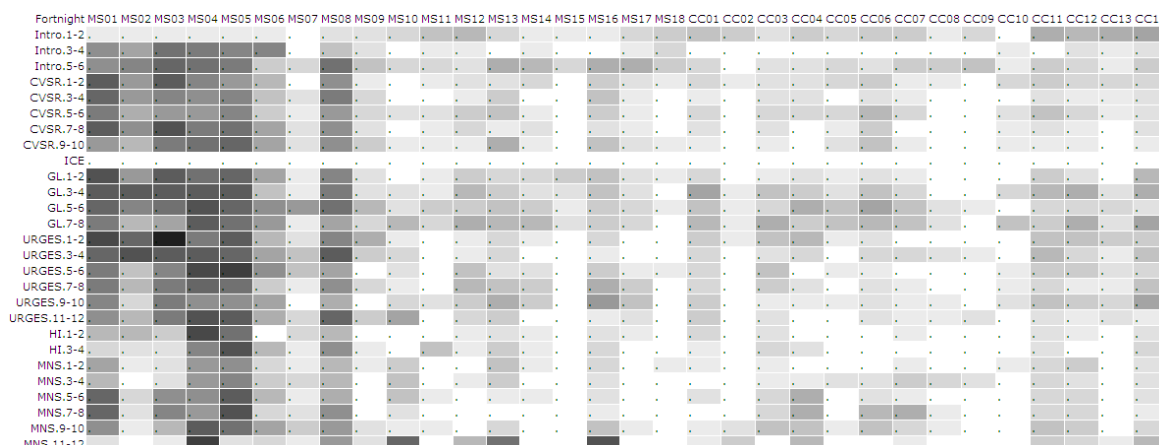 Fortnight MS01 MS02 MS03 MS04 MS05 MS06 MS07 MS08 MS09 MS10 MS11 MS12 MS13 MS14 MS15 MS16 MS17 MS18 CC01 CC02 CC03 CC04 CC05 CC06 CC07 CC08 CC09 CC10 CC11 CC12 CC13 CC1
Intro.1-2
Intro.3-4
Intro.5-6
CVSR.1-2
CVSR.3-4
CVSR.5-6
CVSR.7-8
CVSR.9-10
ICE
GL.1-2
GL.3-4
GL.5-6
GL.7-8
URGES.1-2
URGES.3-4
URGES.5-6
URGES.7-8
URGES.9-10
URGES.11-12
HI.1-2
HI.3-4
MNS.1-2
MNS.3-4
MNS.5-6
MNS.7-8
MNS.9-10
MNS.11-12